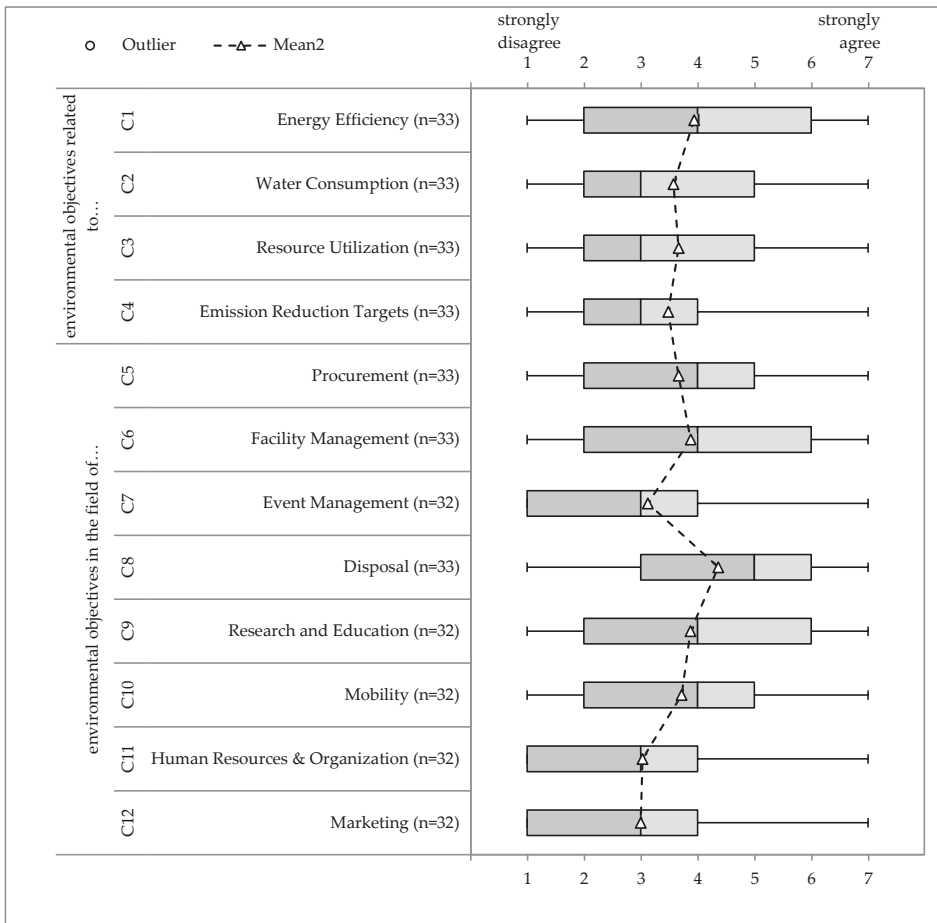 strongly disagree
strongly agree
Outlier
Mean2
1 2 3 4 5 6 7
environmental objectives related to…
C1 Energy Efficiency (n=33)
C2 Water Consumption (n=33)
C3 Resource Utilization (n=33)
C4 Emission Reduction Targets (n=33)
environmental objectives in the field of…
C5 Procurement (n=33)
C6 Facility Management (n=33)
C7 Event Management (n=32)
C8 Disposal (n=33)
C9 Research and Education (n=32)
C10 Mobility (n=32)
C11 Human Resources & Organization (n=32)
C12 Marketing (n=32)
1 2 3 4 5 6 7